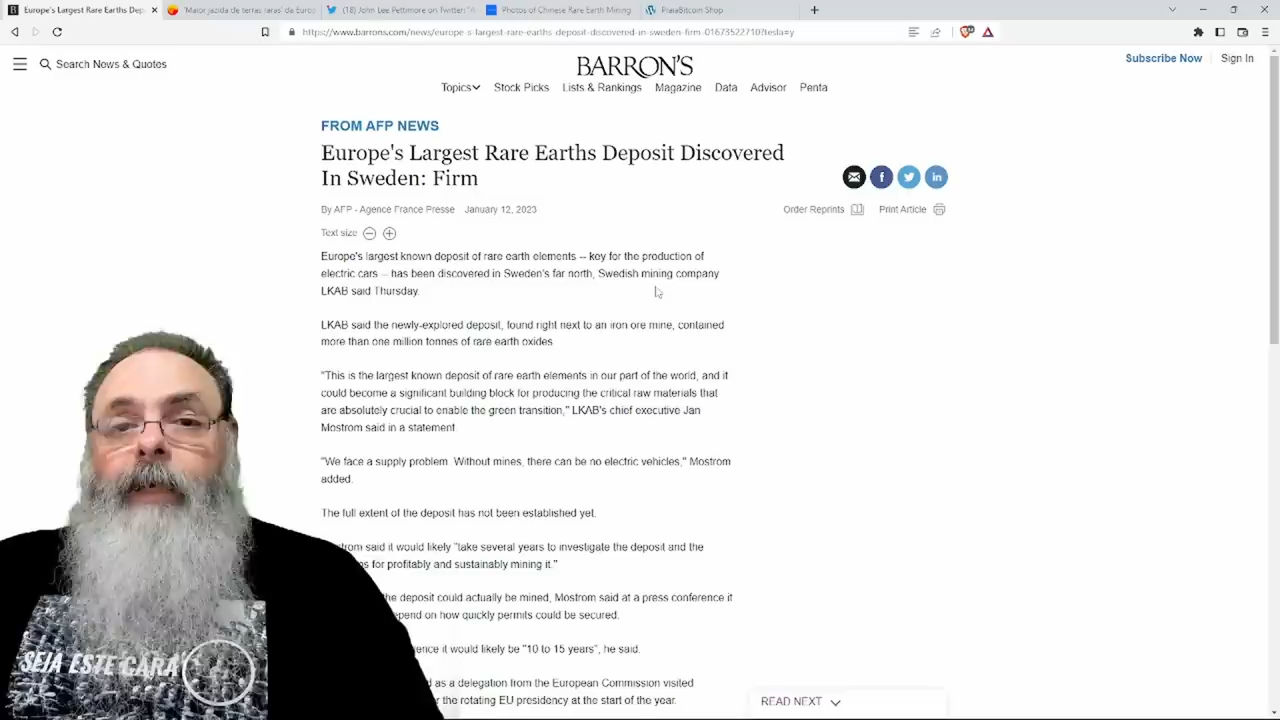 Europe's Largest Rare Earths Dep
"Maior jazida de terras raras" da Euro
(18) John Lee Pettimore on Twitter: "A
Photos of Chinese Rare Earth Mining
PlaiaBitcoin Shop
https://www.barrons.com/news/europe-s-largest-rare-earths-deposit-discovered-in-sweden-firm-01673522710?tesla=y
Search News & Quotes
BARRON'S
Subscribe Now
Sign In
Topics
Stock Picks
Lists & Rankings
Magazine
Data
Advisor
Penta
FROM AFP NEWS
Europe's Largest Rare Earths Deposit Discovered
In Sweden: Firm
By AFP - Agence France Presse January 12, 2023
Order Reprints
Print Article
Text size
Europe's largest known deposit of rare earth elements -- key for the production of
electric cars -- has been discovered in Sweden's far north, Swedish mining company
LKAB said Thursday.
LKAB said the newly-explored deposit, found right next to an iron ore mine, contained
more than one million tonnes of rare earth oxides.
"This is the largest known deposit of rare earth elements in our part of the world, and it
could become a significant building block for producing the critical raw materials that
are absolutely crucial to enable the green transition," LKAB's chief executive Jan
Mostrom said in a statement.
"We face a supply problem. Without mines, there can be no electric vehicles," Mostrom
added.
The full extent of the deposit has not been established yet.
strom said it would likely "take several years to investigate the deposit and the
s for profitably and sustainably mining it."
the deposit could actually be mined, Mostrom said at a press conference it
epend on how quickly permits could be secured.
ence it would likely be "10 to 15 years", he said.
d as a delegation from the European Commission visited
r the rotating EU presidency at the start of the year.
READ NEXT
SEJA ESTE CARA